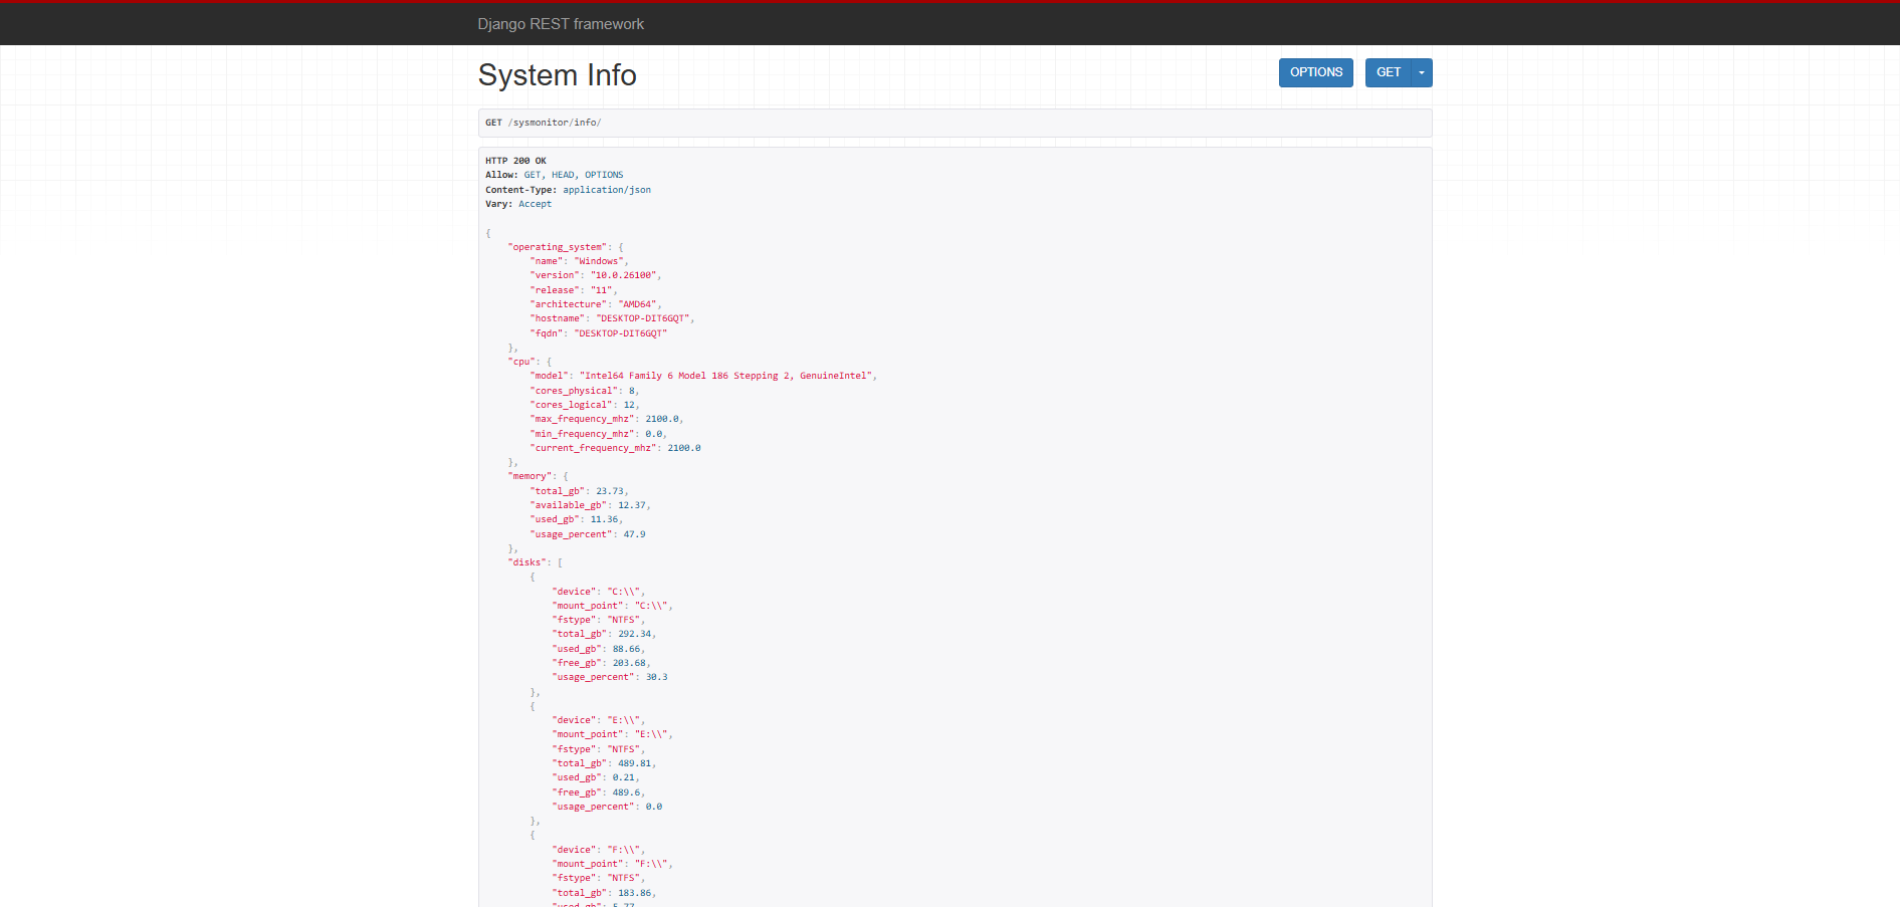 Django REST framework
System Info
OPTIONS
GET
GET /sysmonitor/info/
HTTP 200 OK
Allow: GET, HEAD, OPTIONS
Content-Type: application/json
Vary: Accept
{
"operating_system": {
"name": "Windows",
"version": "10.0.26100",
"release": "11",
"architecture": "AMD64",
"hostname": "DESKTOP-DIT6GQT",
"fqdn": "DESKTOP-DIT6GQT"
},
"cpu": {
"model": "Intel64 Family 6 Model 186 Stepping 2, GenuineIntel",
"cores_physical": 8,
"cores_logical": 12,
"max_frequency_mhz": 2100.0,
"min_frequency_mhz": 0.0,
"current_frequency_mhz": 2100.0
},
"memory": {
"total_gb": 23.73,
"available_gb": 12.37,
"used_gb": 11.36,
"usage_percent": 47.9
},
"disks": [
{
"device": "C:\\",
"mount_point": "C:\\",
"fstype": "NTFS",
"total_gb": 292.34,
"used_gb": 88.66,
"free_gb": 203.68,
"usage_percent": 30.3
},
{
"device": "E:\\",
"mount_point": "E:\\",
"fstype": "NTFS",
"total_gb": 489.81,
"used_gb": 0.21,
"free_gb": 489.6,
"usage_percent": 0.0
},
{
"device": "F:\\",
"mount_point": "F:\\",
"fstype": "NTFS",
"total_gb": 183.86,
"used_gb": 5.77,